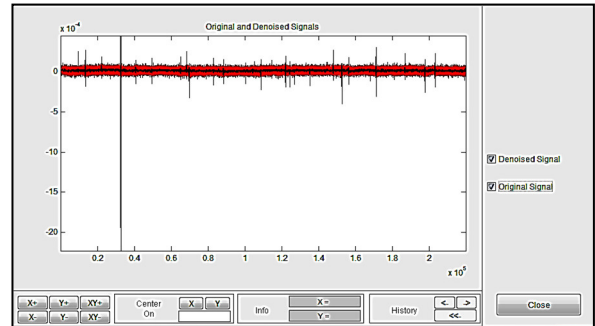 Original and Denoised Signals
x 10⁻⁴
0
-5
-10
-15
-20
0.2 0.4 0.6 0.8 1 1.2 1.4 1.6 1.8 2
x 10⁵
Denoised Signal
Original Signal
X+ Y+ XY+
X- Y- XY-
Center On
X Y
Info
X =
Y =
History
<- ->
<<-
Close